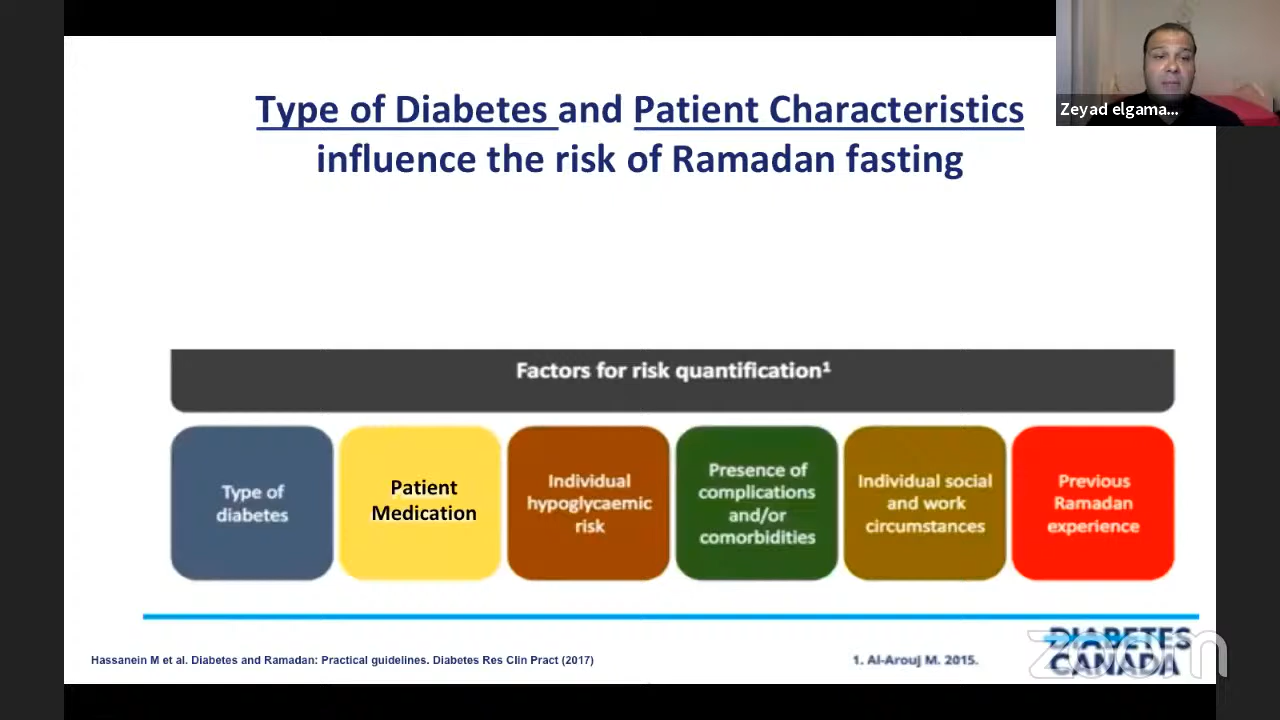 Type of Diabetes and Patient Characteristics
influence the risk of Ramadan fasting
Zeyad elgama...
Factors for risk quantification¹
Type of
diabetes
Patient
Medication
Individual
hypoglycaemic
risk
Presence of
complications
and/or
comorbidities
Individual social
and work
circumstances
Previous
Ramadan
experience
Hassanein M et al. Diabetes and Ramadan: Practical guidelines. Diabetes Res Clin Pract (2017)
1. Al-Arouj M. 2015.
DIABETES
CANADA
zoom